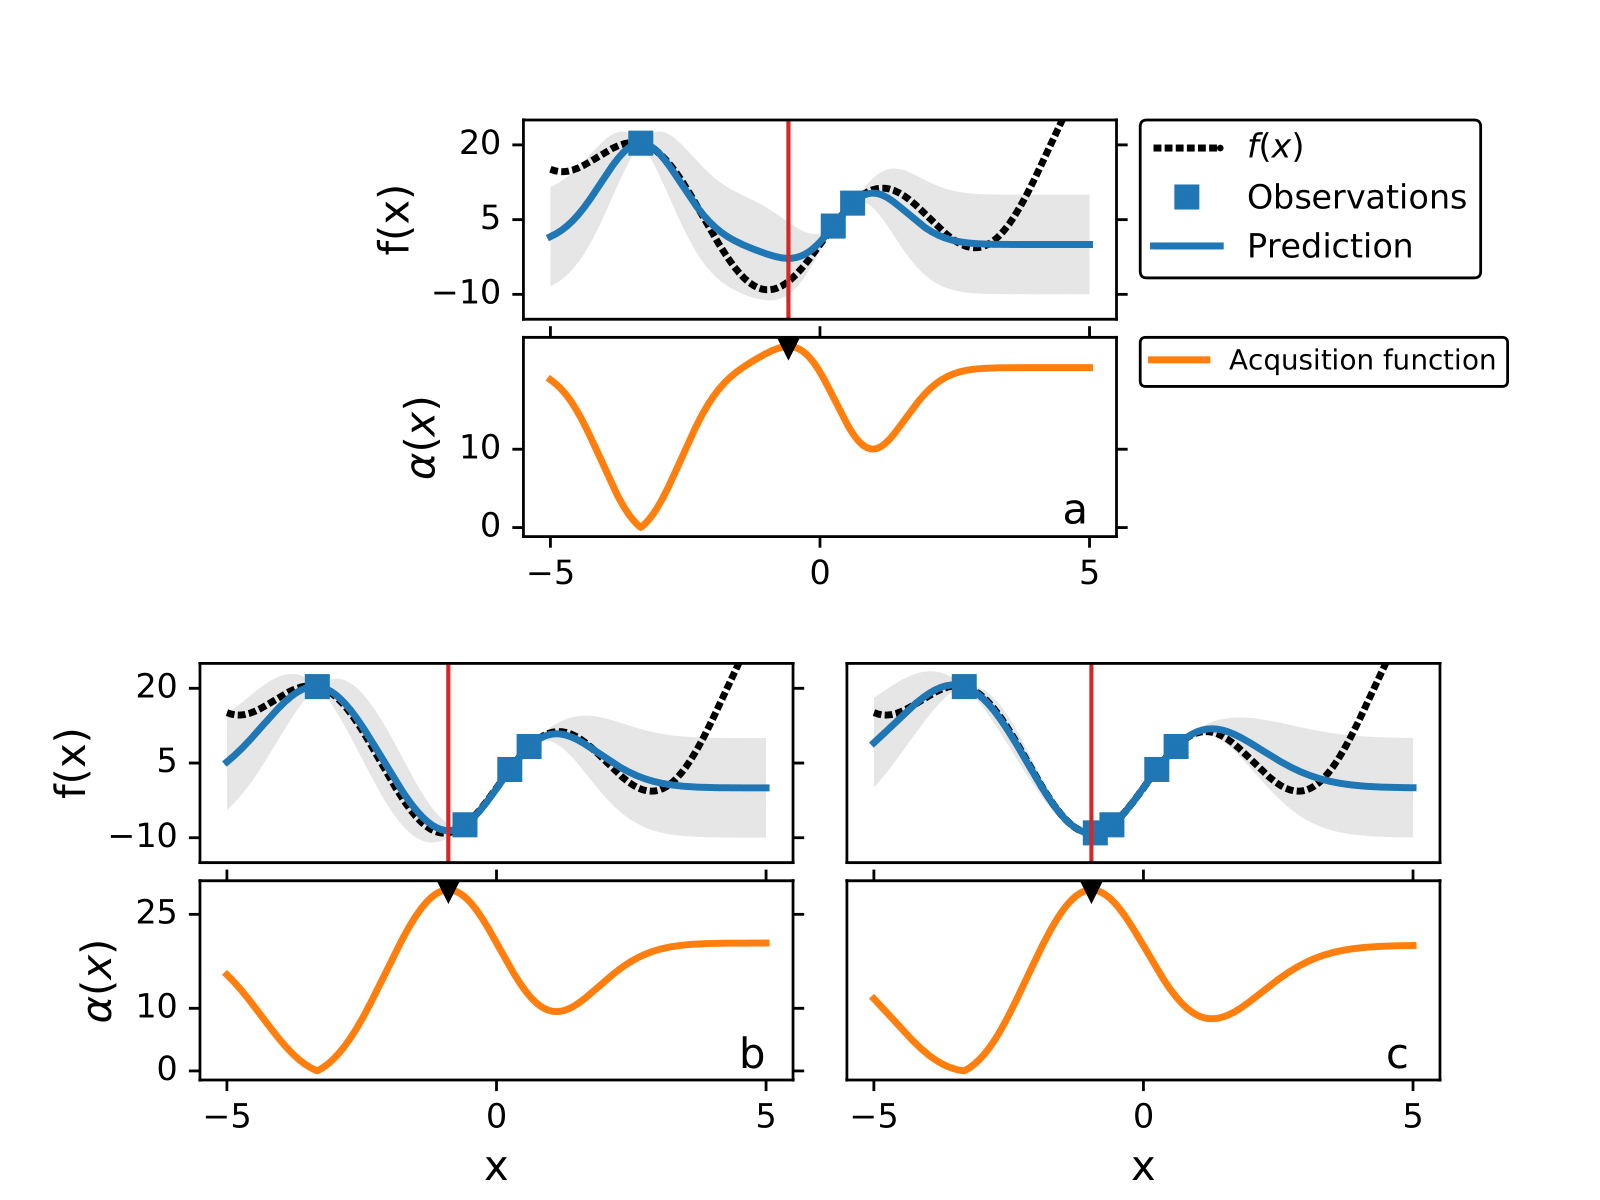 20
5
−10
f(x)
f(x)
Observations
Prediction
10
0
α(x)
a
Acqusition function
−5 0 5
20
5
−10
f(x)
25
10
0
α(x)
b
c
−5 0 5
−5 0 5
x
x